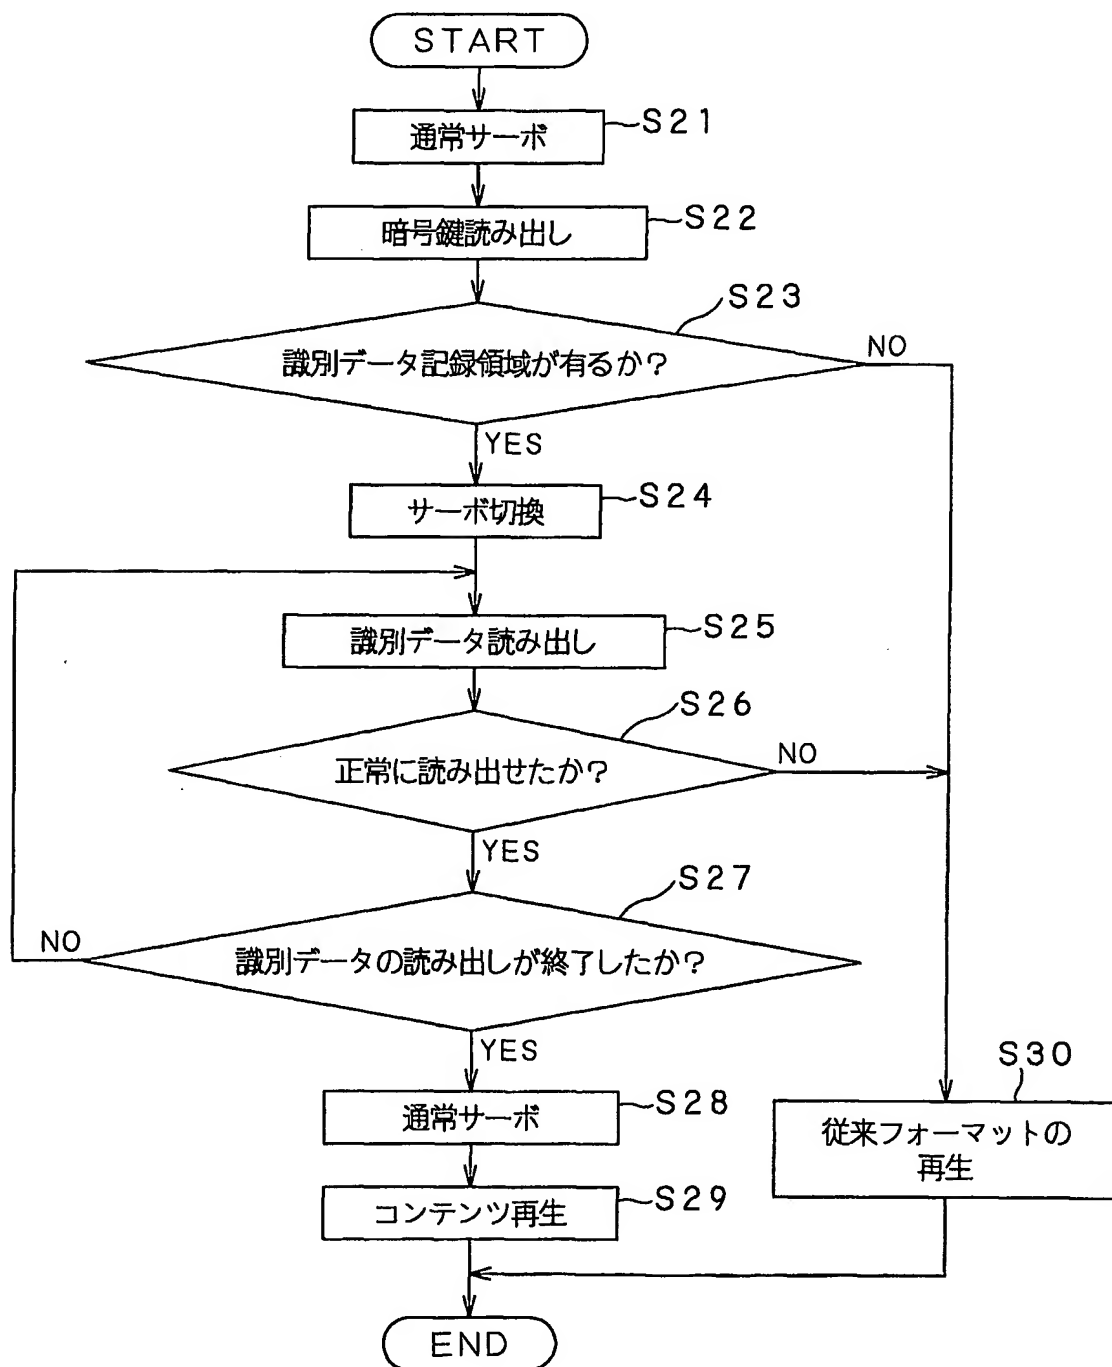 START
通常サーボ
S21
暗号鍵読み出し
S22
S23
識別データ記録領域が有るか?
NO
YES
サーボ切換
S24
識別データ読み出し
S25
S26
正常に読み出せたか?
NO
YES
S27
識別データの読み出しが終了したか?
NO
YES
通常サーボ
S28
コンテンツ再生
S29
S30
従来フォーマットの
再生
END